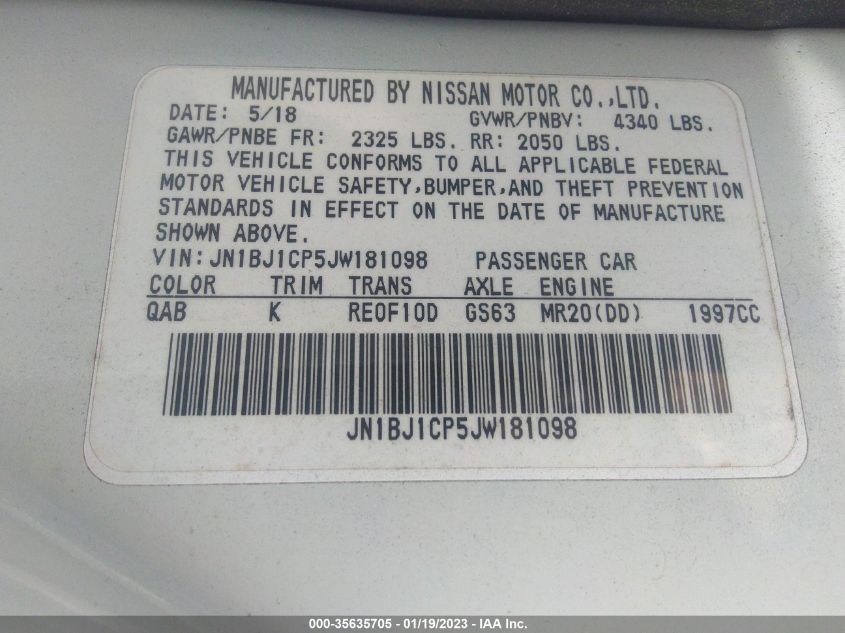 MANUFACTURED BY NISSAN MOTOR CO.,LTD.
DATE: 5/18 GVWR/PNBV: 4340 LBS.
GAWR/PNBE FR: 2325 LBS. RR: 2050 LBS.
THIS VEHICLE CONFORMS TO ALL APPLICABLE FEDERAL
MOTOR VEHICLE SAFETY,BUMPER,AND THEFT PREVENTION
STANDARDS IN EFFECT ON THE DATE OF MANUFACTURE
SHOWN ABOVE.
VIN:JN1BJ1CP5JW181098 PASSENGER CAR
COLOR TRIM TRANS AXLE ENGINE
QAB K RE0F10D GS63 MR20(DD) 1997CC
JN1BJ1CP5JW181098
000-35635705 - 01/19/2023 - IAA Inc.